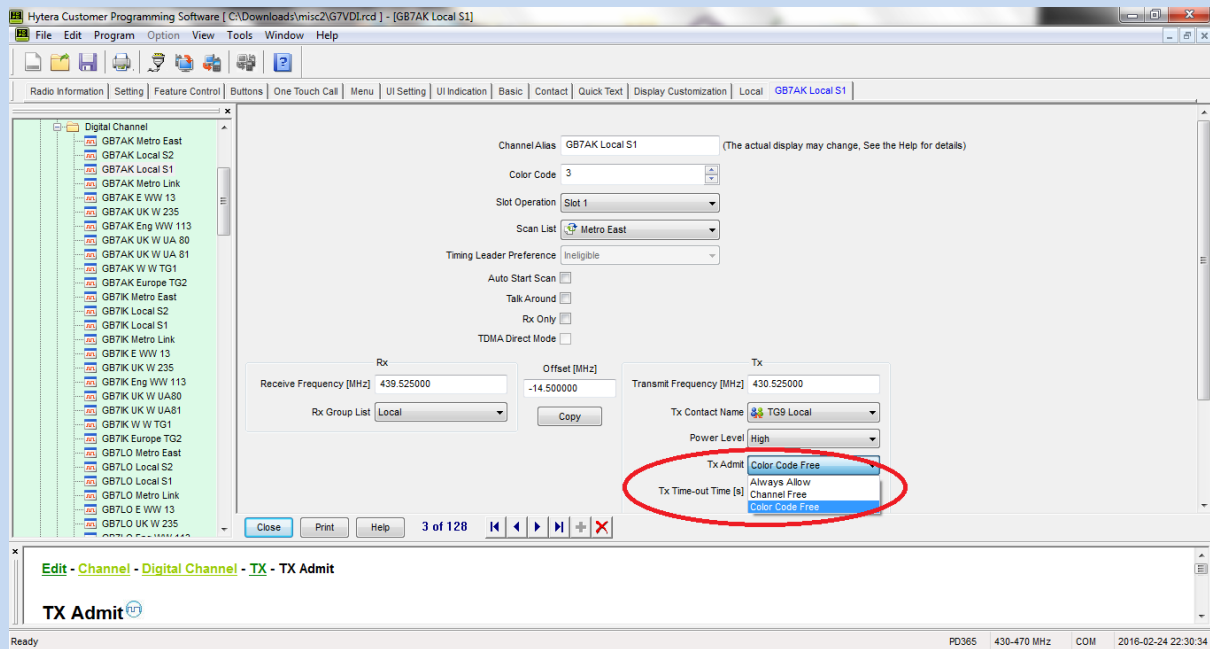 Hytera Customer Programming Software [ C:\Downloads\misc2\G7VDI.rcd ] - [GB7AK Local S1]
File Edit Program Option View Tools Window Help
Radio Information Setting Feature Control Buttons One Touch Call Menu UI Setting UI Indication Basic Contact Quick Text Display Customization Local GB7AK Local S1
Digital Channel
GB7AK Metro East
GB7AK Local S2
GB7AK Local S1
GB7AK Metro Link
GB7AK E WW 13
GB7AK UK W 235
GB7AK Eng WW 113
GB7AK UK W UA 80
GB7AK UK W UA 81
GB7AK W W TG1
GB7AK Europe TG2
GB7IK Metro East
GB7IK Local S2
GB7IK Local S1
GB7IK Metro Link
GB7IK E WW 13
GB7IK UK W 235
GB7IK Eng WW 113
GB7IK UK W UA80
GB7IK UK W UA81
GB7IK W W TG1
GB7IK Europe TG2
GB7LO Metro East
GB7LO Local S2
GB7LO Local S1
GB7LO Metro Link
GB7LO E WW 13
GB7LO UK W 235
Channel Alias GB7AK Local S1 (The actual display may change, See the Help for details)
Color Code 3
Slot Operation Slot 1
Scan List Metro East
Timing Leader Preference Ineligible
Auto Start Scan
Talk Around
Rx Only
TDMA Direct Mode
Rx
Receive Frequency [MHz] 439.525000
Rx Group List Local
Offset [MHz]
-14.500000
Copy
Tx
Transmit Frequency [MHz] 430.525000
Tx Contact Name TG9 Local
Power Level High
Tx Admit Color Code Free
Always Allow
Tx Time-out Time [s] Channel Free
Color Code Free
Close Print Help 3 of 128
Edit - Channel - Digital Channel - TX - TX Admit
TX Admit
Ready PD365 430-470 MHz COM 2016-02-24 22:30:34